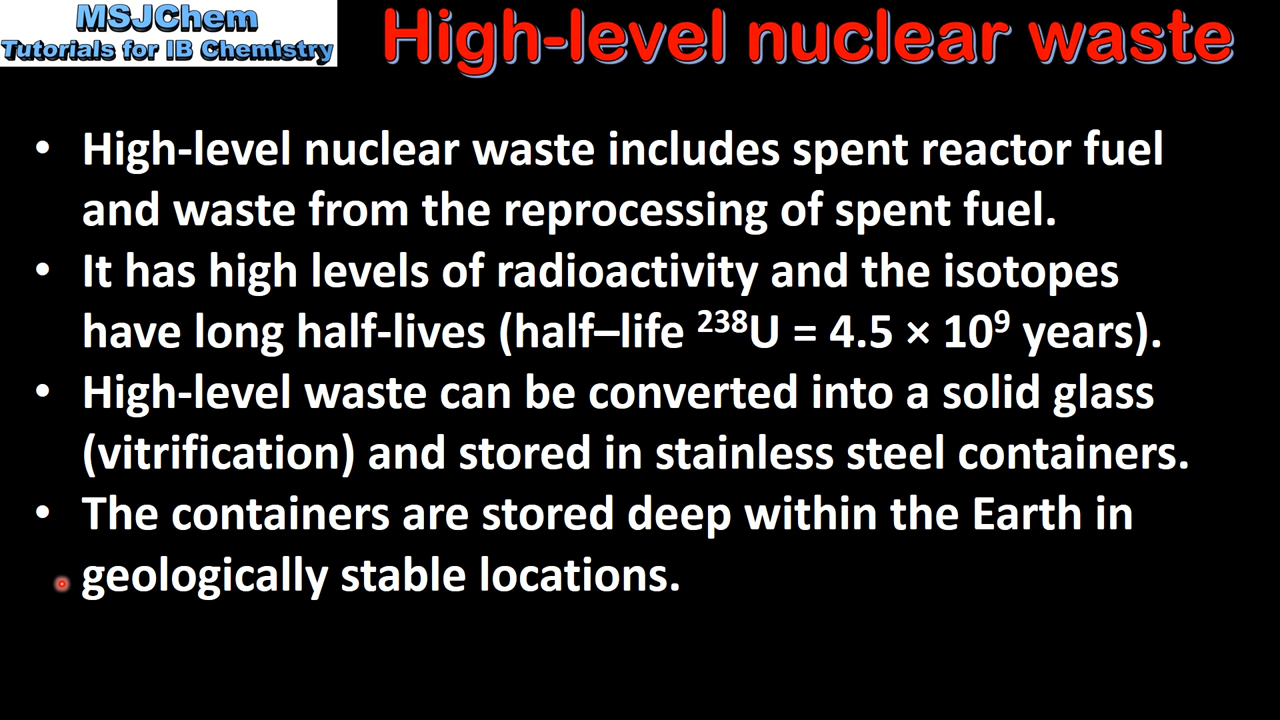 MSJChem
Tutorials for IB Chemistry
High-level nuclear waste
• High-level nuclear waste includes spent reactor fuel
and waste from the reprocessing of spent fuel.
• It has high levels of radioactivity and the isotopes
have long half-lives (half–life ²³⁸U = 4.5 × 10⁹ years).
• High-level waste can be converted into a solid glass
(vitrification) and stored in stainless steel containers.
• The containers are stored deep within the Earth in
geologically stable locations.